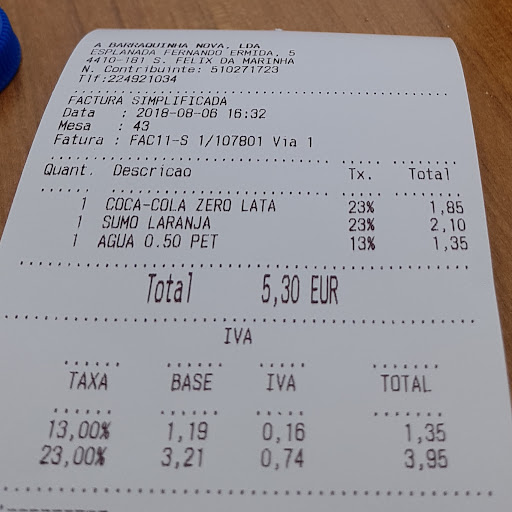 A BARRAQUINHA NOVA, LDA
ESPLANADA FERNANDO ERMIDA, 5
4410-181 S. FELIX DA MARINHA
N. Contribuinte: 510271723
Tlf:224921034
FACTURA SIMPLIFICADA
Data : 2018-08-06 16:32
Mesa : 43
Fatura : FAC11-S 1/107801 Via 1
Quant. Descricao Tx. Total
1 COCA-COLA ZERO LATA 23% 1,85
1 SUMO LARANJA 23% 2,10
1 AGUA 0.50 PET 13% 1,35
Total 5,30 EUR
IVA
TAXA BASE IVA TOTAL
13,00% 1,19 0,16 1,35
23,00% 3,21 0,74 3,95